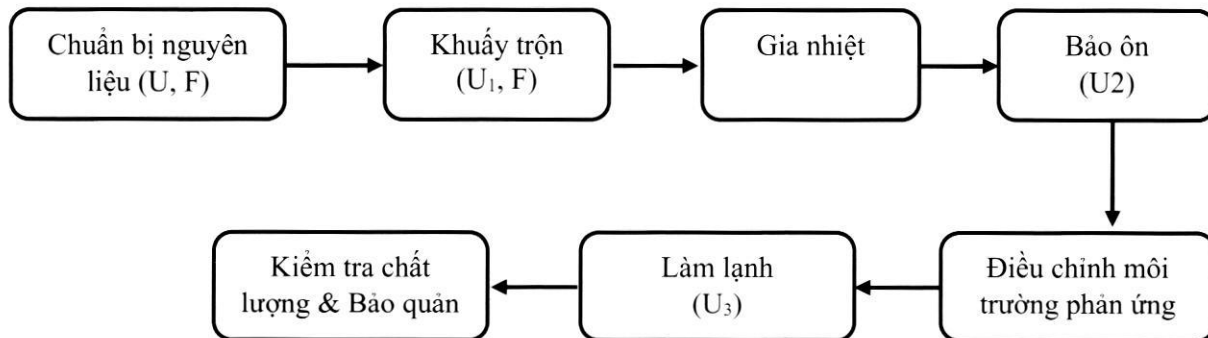 Chuẩn bị nguyên
liệu (U, F)
Khuấy trộn
(U₁, F)
Gia nhiệt
Bảo ôn
(U2)
Điều chỉnh môi
trường phản ứng
Làm lạnh
(U₃)
Kiểm tra chất
lượng & Bảo quản